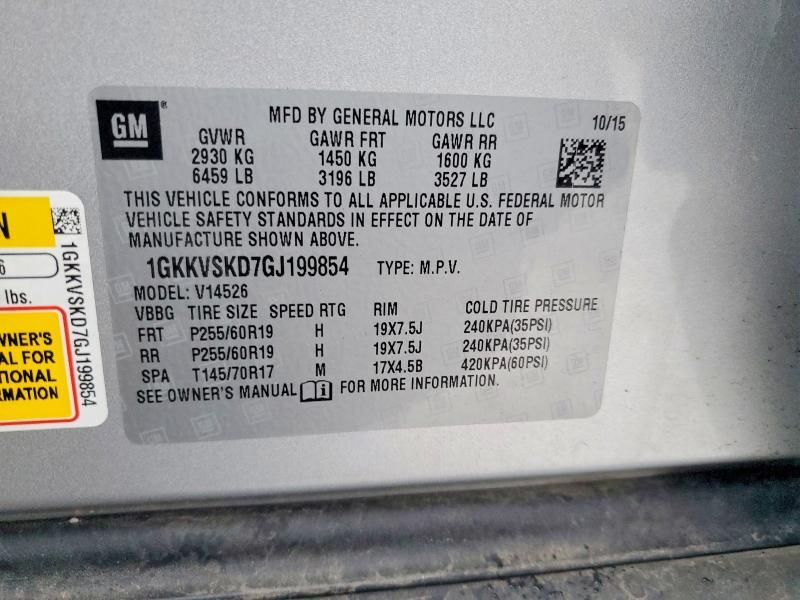 GM
MFD BY GENERAL MOTORS LLC 10/15
GVWR GAWR FRT GAWR RR
2930 KG 1450 KG 1600 KG
6459 LB 3196 LB 3527 LB
THIS VEHICLE CONFORMS TO ALL APPLICABLE U.S. FEDERAL MOTOR
VEHICLE SAFETY STANDARDS IN EFFECT ON THE DATE OF
MANUFACTURE SHOWN ABOVE.
1GKKVSKD7GJ199854 TYPE: M.P.V.
MODEL: V14526
VBBG TIRE SIZE SPEED RTG RIM COLD TIRE PRESSURE
FRT P255/60R19 H 19X7.5J 240KPA(35PSI)
RR P255/60R19 H 19X7.5J 240KPA(35PSI)
SPA T145/70R17 M 17X4.5B 420KPA(60PSI)
SEE OWNER'S MANUAL i FOR MORE INFORMATION.
N
6
lbs.
OWNER'S
AL FOR
TIONAL
RMATION
1GKKVSKD7GJ199854